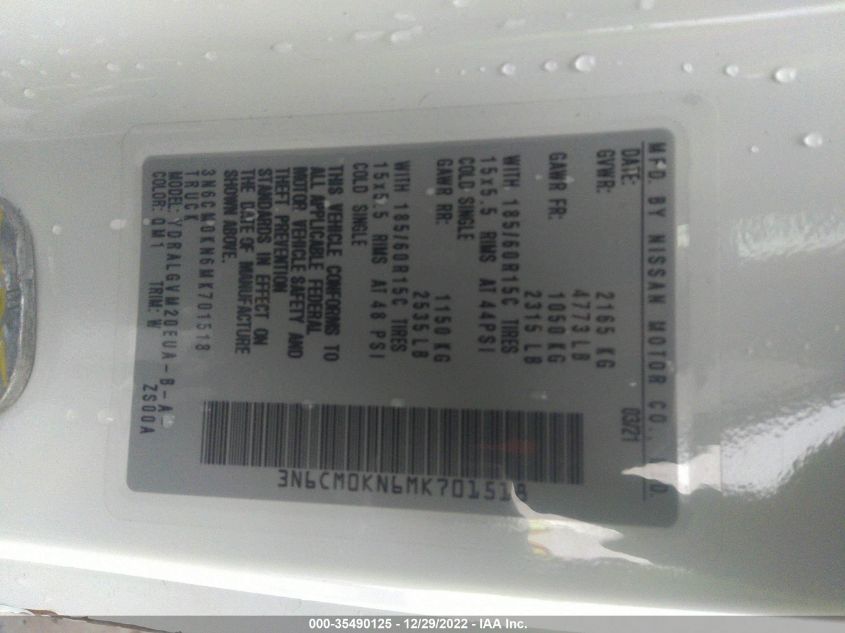 MFD. BY NISSAN MOTOR CO., LTD.
DATE: 03/21
GVWR: 2165 KG
4773LB
GAWR FR: 1050 KG
2315 LB
WITH 185/60R15C TIRES
15x5.5 RIMS AT 44PSI
COLD SINGLE
GAWR RR: 1150 KG
2535 LB
WITH 185/60R15C TIRES
15x5.5 RIMS AT 48 PSI
COLD SINGLE
THIS VEHICLE CONFORMS TO
ALL APPLICABLE FEDERAL
MOTOR VEHICLE SAFETY AND
THEFT PREVENTION
STANDARDS IN EFFECT ON
THE DATE OF MANUFACTURE
SHOWN ABOVE.
3N6CM0KN6MK701518
TRUCK
MODEL: YDRALGVM20EUA-B-A
COLOR: QM1 TRIM: W ZS00A
3N6CM0KN6MK701518
000-35490125 - 12/29/2022 - IAA Inc.